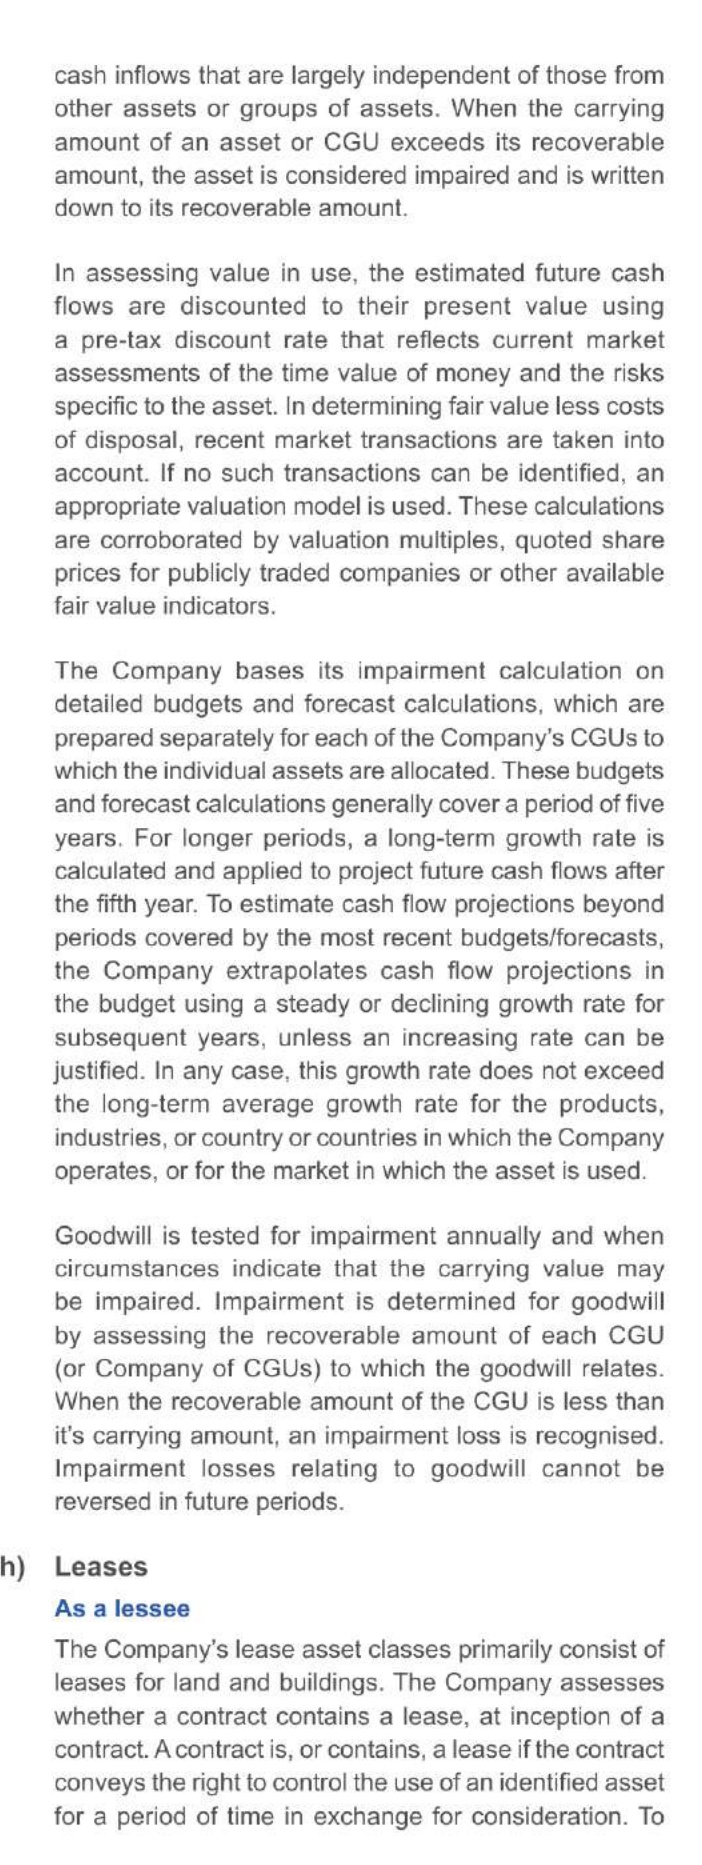 cash inflows that are largely independent of those from
other assets or groups of assets. When the carrying
amount of an asset or CGU exceeds its recoverable
amount, the asset is considered impaired and is written
down to its recoverable amount.
In assessing value in use, the estimated future cash
flows are discounted to their present value using
a pre-tax discount rate that reflects current market
assessments of the time value of money and the risks
specific to the asset. In determining fair value less costs
of disposal, recent market transactions are taken into
account. If no such transactions can be identified, an
appropriate valuation model is used. These calculations
are corroborated by valuation multiples, quoted share
prices for publicly traded companies or other available
fair value indicators.
The Company bases its impairment calculation on
detailed budgets and forecast calculations, which are
prepared separately for each of the Company's CGUs to
which the individual assets are allocated. These budgets
and forecast calculations generally cover a period of five
years. For longer periods, a long-term growth rate is
calculated and applied to project future cash flows after
the fifth year. To estimate cash flow projections beyond
periods covered by the most recent budgets/forecasts,
the Company extrapolates cash flow projections in
the budget using a steady or declining growth rate for
subsequent years, unless an increasing rate can be
justified. In any case, this growth rate does not exceed
the long-term average growth rate for the products,
industries, or country or countries in which the Company
operates, or for the market in which the asset is used.
Goodwill is tested for impairment annually and when
circumstances indicate that the carrying value may
be impaired. Impairment is determined for goodwill
by assessing the recoverable amount of each CGU
(or Company of CGUs) to which the goodwill relates.
When the recoverable amount of the CGU is less than
it's carrying amount, an impairment loss is recognised.
Impairment losses relating to goodwill cannot be
reversed in future periods.
h) Leases
As a lessee
The Company's lease asset classes primarily consist of
leases for land and buildings. The Company assesses
whether a contract contains a lease, at inception of a
contract. A contract is, or contains, a lease if the contract
conveys the right to control the use of an identified asset
for a period of time in exchange for consideration. To